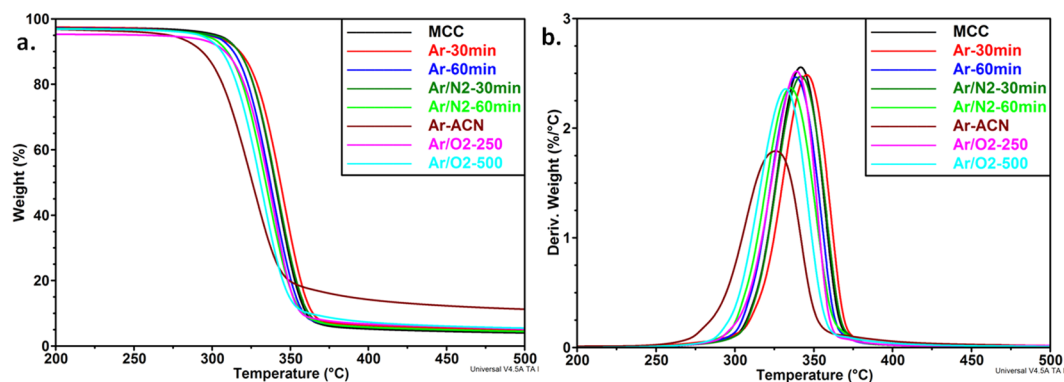 a.
100
80
60
40
20
0
Weight (%)
MCC
Ar-30min
Ar-60min
Ar/N2-30min
Ar/N2-60min
Ar-ACN
Ar/O2-250
Ar/O2-500
200
250
300
350
400
450
500
Temperature (°C)
Universal V4.5A TA I
b.
3
2
1
0
Deriv. Weight (%/°C)
MCC
Ar-30min
Ar-60min
Ar/N2-30min
Ar/N2-60min
Ar-ACN
Ar/O2-250
Ar/O2-500
200
250
300
350
400
450
500
Temperature (°C)
Universal V4.5A TA I